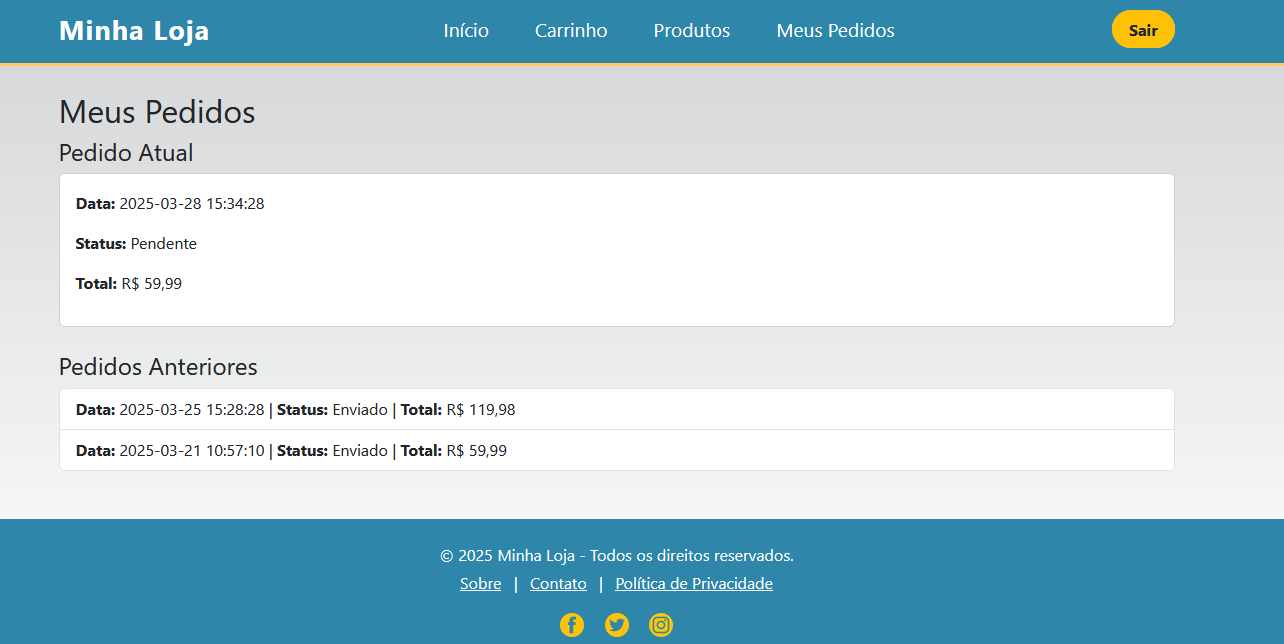 Minha Loja
Início Carrinho Produtos Meus Pedidos
Sair
Meus Pedidos
Pedido Atual
Data: 2025-03-28 15:34:28
Status: Pendente
Total: R$ 59,99
Pedidos Anteriores
Data: 2025-03-25 15:28:28 | Status: Enviado | Total: R$ 119,98
Data: 2025-03-21 10:57:10 | Status: Enviado | Total: R$ 59,99
© 2025 Minha Loja - Todos os direitos reservados.
Sobre | Contato | Política de Privacidade